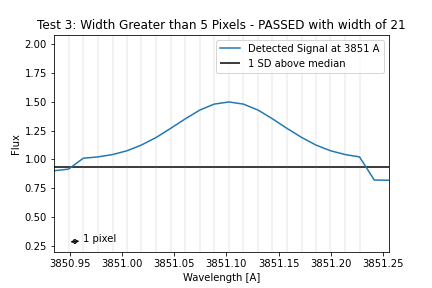 Test 3: Width Greater than 5 Pixels - PASSED with width of 21
Detected Signal at 3851 A
1 SD above median
2.00
1.75
1.50
1.25
1.00
0.75
0.50
0.25
Flux
1 pixel
3850.95 3851.00 3851.05 3851.10 3851.15 3851.20 3851.25
Wavelength [A]